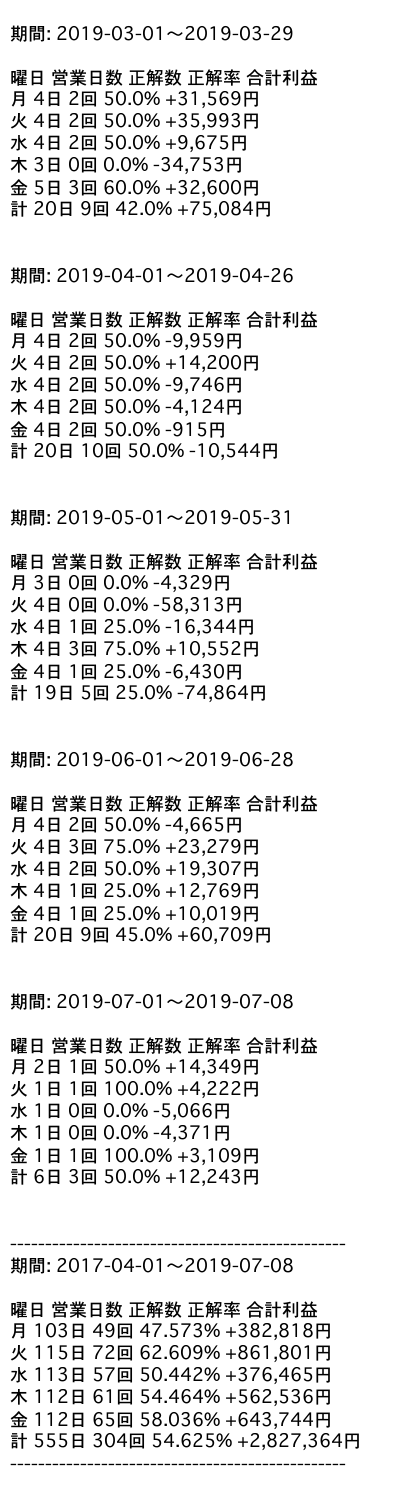 期間: 2019-03-01～2019-03-29
曜日 営業日数 正解数 正解率 合計利益
月 4日 2回 50.0% +31,569円
火 4日 2回 50.0% +35,993円
水 4日 2回 50.0% +9,675円
木 3日 0回 0.0% -34,753円
金 5日 3回 60.0% +32,600円
計 20日 9回 42.0% +75,084円
期間: 2019-04-01～2019-04-26
曜日 営業日数 正解数 正解率 合計利益
月 4日 2回 50.0% -9,959円
火 4日 2回 50.0% +14,200円
水 4日 2回 50.0% -9,746円
木 4日 2回 50.0% -4,124円
金 4日 2回 50.0% -915円
計 20日 10回 50.0% -10,544円
期間: 2019-05-01～2019-05-31
曜日 営業日数 正解数 正解率 合計利益
月 3日 0回 0.0% -4,329円
火 4日 0回 0.0% -58,313円
水 4日 1回 25.0% -16,344円
木 4日 3回 75.0% +10,552円
金 4日 1回 25.0% -6,430円
計 19日 5回 25.0% -74,864円
期間: 2019-06-01～2019-06-28
曜日 営業日数 正解数 正解率 合計利益
月 4日 2回 50.0% -4,665円
火 4日 3回 75.0% +23,279円
水 4日 2回 50.0% +19,307円
木 4日 1回 25.0% +12,769円
金 4日 1回 25.0% +10,019円
計 20日 9回 45.0% +60,709円
期間: 2019-07-01～2019-07-08
曜日 営業日数 正解数 正解率 合計利益
月 2日 1回 50.0% +14,349円
火 1日 1回 100.0% +4,222円
水 1日 0回 0.0% -5,066円
木 1日 0回 0.0% -4,371円
金 1日 1回 100.0% +3,109円
計 6日 3回 50.0% +12,243円
------------------------------------------------
期間: 2017-04-01～2019-07-08
曜日 営業日数 正解数 正解率 合計利益
月 103日 49回 47.573% +382,818円
火 115日 72回 62.609% +861,801円
水 113日 57回 50.442% +376,465円
木 112日 61回 54.464% +562,536円
金 112日 65回 58.036% +643,744円
計 555日 304回 54.625% +2,827,364円
------------------------------------------------